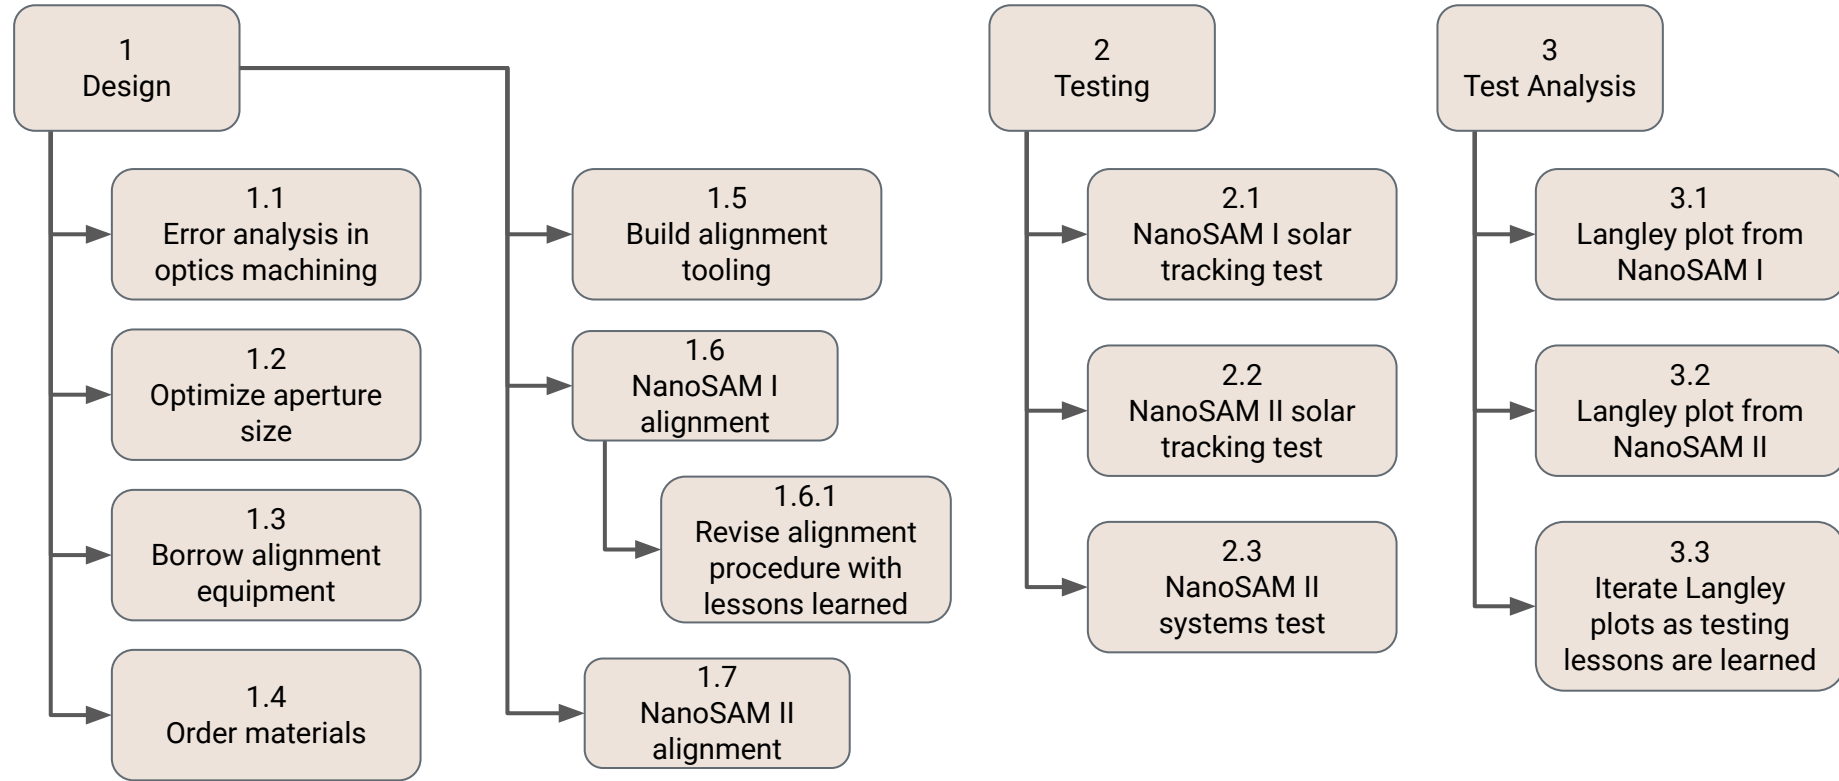 1
Design
1.1
Error analysis in
optics machining
1.2
Optimize aperture
size
1.3
Borrow alignment
equipment
1.4
Order materials
1.5
Build alignment
tooling
1.6
NanoSAM I
alignment
1.6.1
Revise alignment
procedure with
lessons learned
1.7
NanoSAM II
alignment
2
Testing
2.1
NanoSAM I solar
tracking test
2.2
NanoSAM II solar
tracking test
2.3
NanoSAM II
systems test
3
Test Analysis
3.1
Langley plot from
NanoSAM I
3.2
Langley plot from
NanoSAM II
3.3
Iterate Langley
plots as testing
lessons are learned